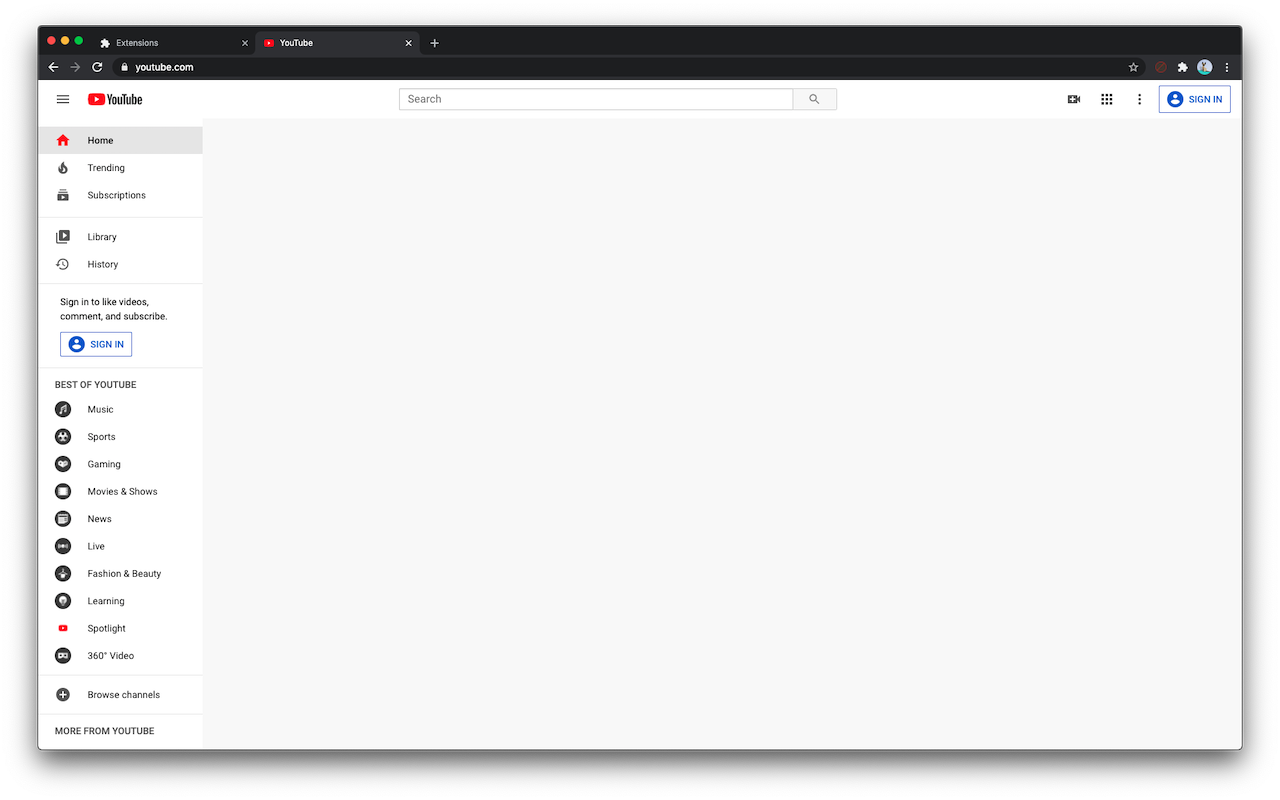 Extensions
YouTube
youtube.com
YouTube
Search
SIGN IN
Home
Trending
Subscriptions
Library
History
Sign in to like videos,
comment, and subscribe.
SIGN IN
BEST OF YOUTUBE
Music
Sports
Gaming
Movies & Shows
News
Live
Fashion & Beauty
Learning
Spotlight
360° Video
Browse channels
MORE FROM YOUTUBE